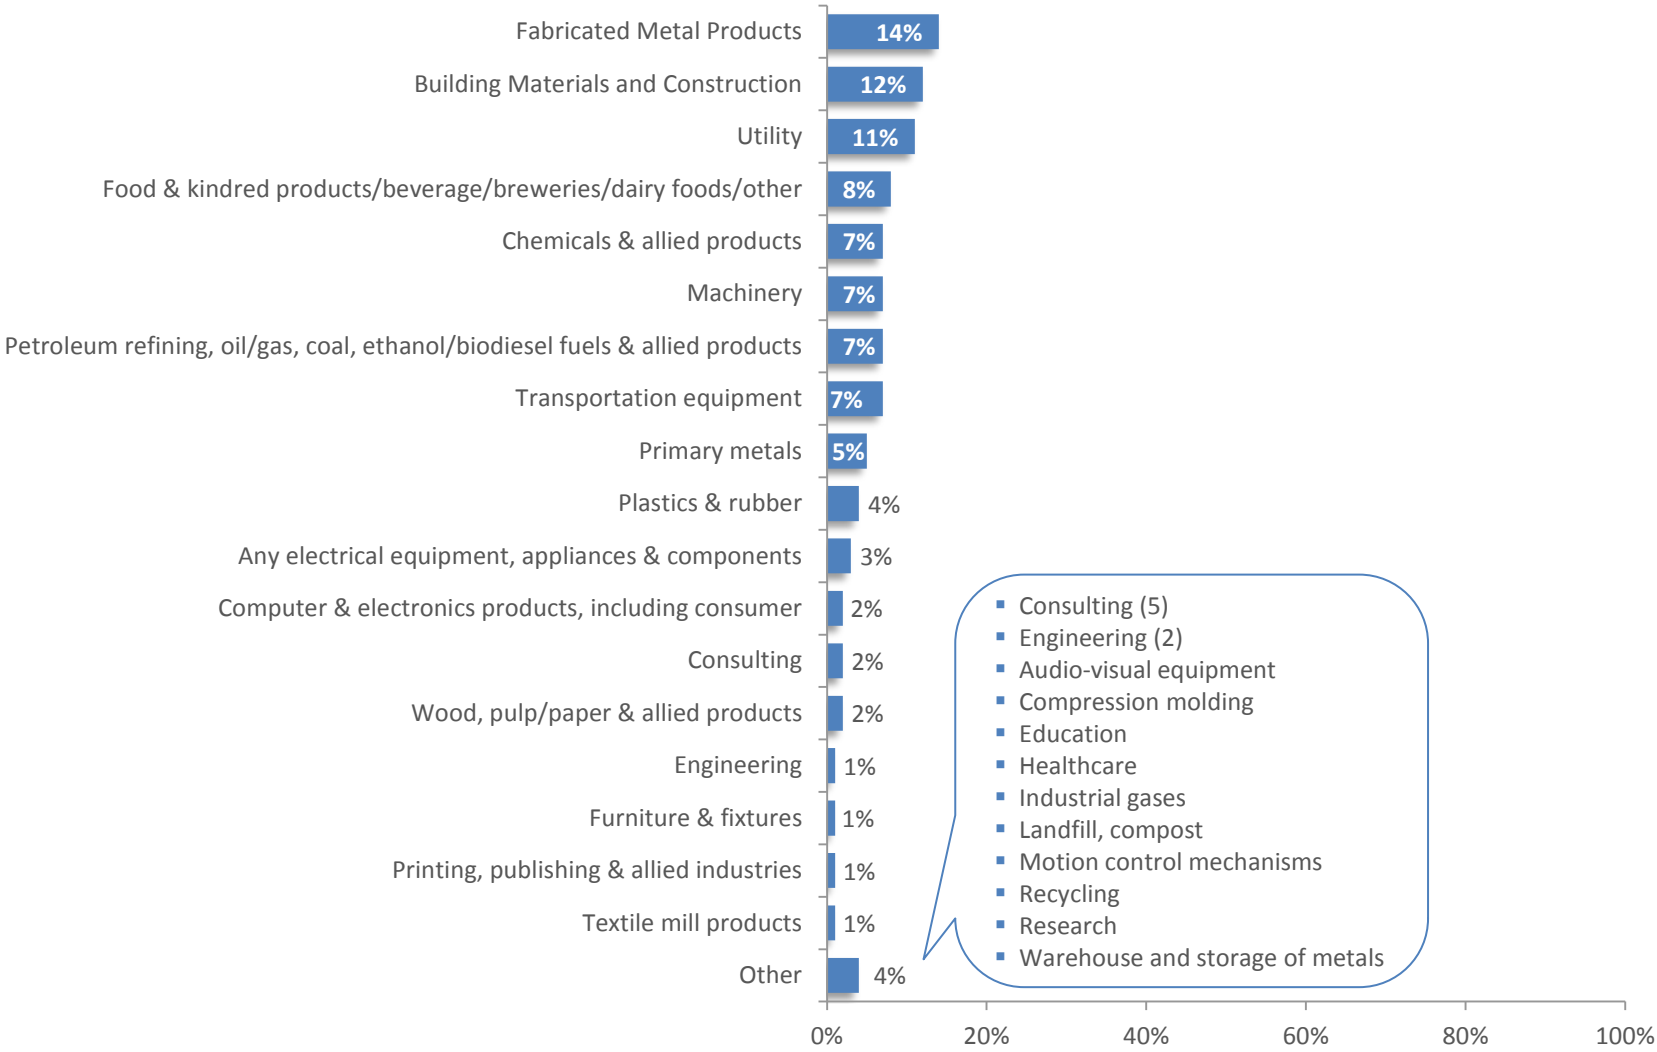 Fabricated Metal Products 14%
Building Materials and Construction 12%
Utility 11%
Food & kindred products/beverage/breweries/dairy foods/other 8%
Chemicals & allied products 7%
Machinery 7%
Petroleum refining, oil/gas, coal, ethanol/biodiesel fuels & allied products 7%
Transportation equipment 7%
Primary metals 5%
Plastics & rubber 4%
Any electrical equipment, appliances & components 3%
Computer & electronics products, including consumer 2%
Consulting 2%
Wood, pulp/paper & allied products 2%
Engineering 1%
Furniture & fixtures 1%
Printing, publishing & allied industries 1%
Textile mill products 1%
Other 4%
▪ Consulting (5)
▪ Engineering (2)
▪ Audio-visual equipment
▪ Compression molding
▪ Education
▪ Healthcare
▪ Industrial gases
▪ Landfill, compost
▪ Motion control mechanisms
▪ Recycling
▪ Research
▪ Warehouse and storage of metals
0% 20% 40% 60% 80% 100%